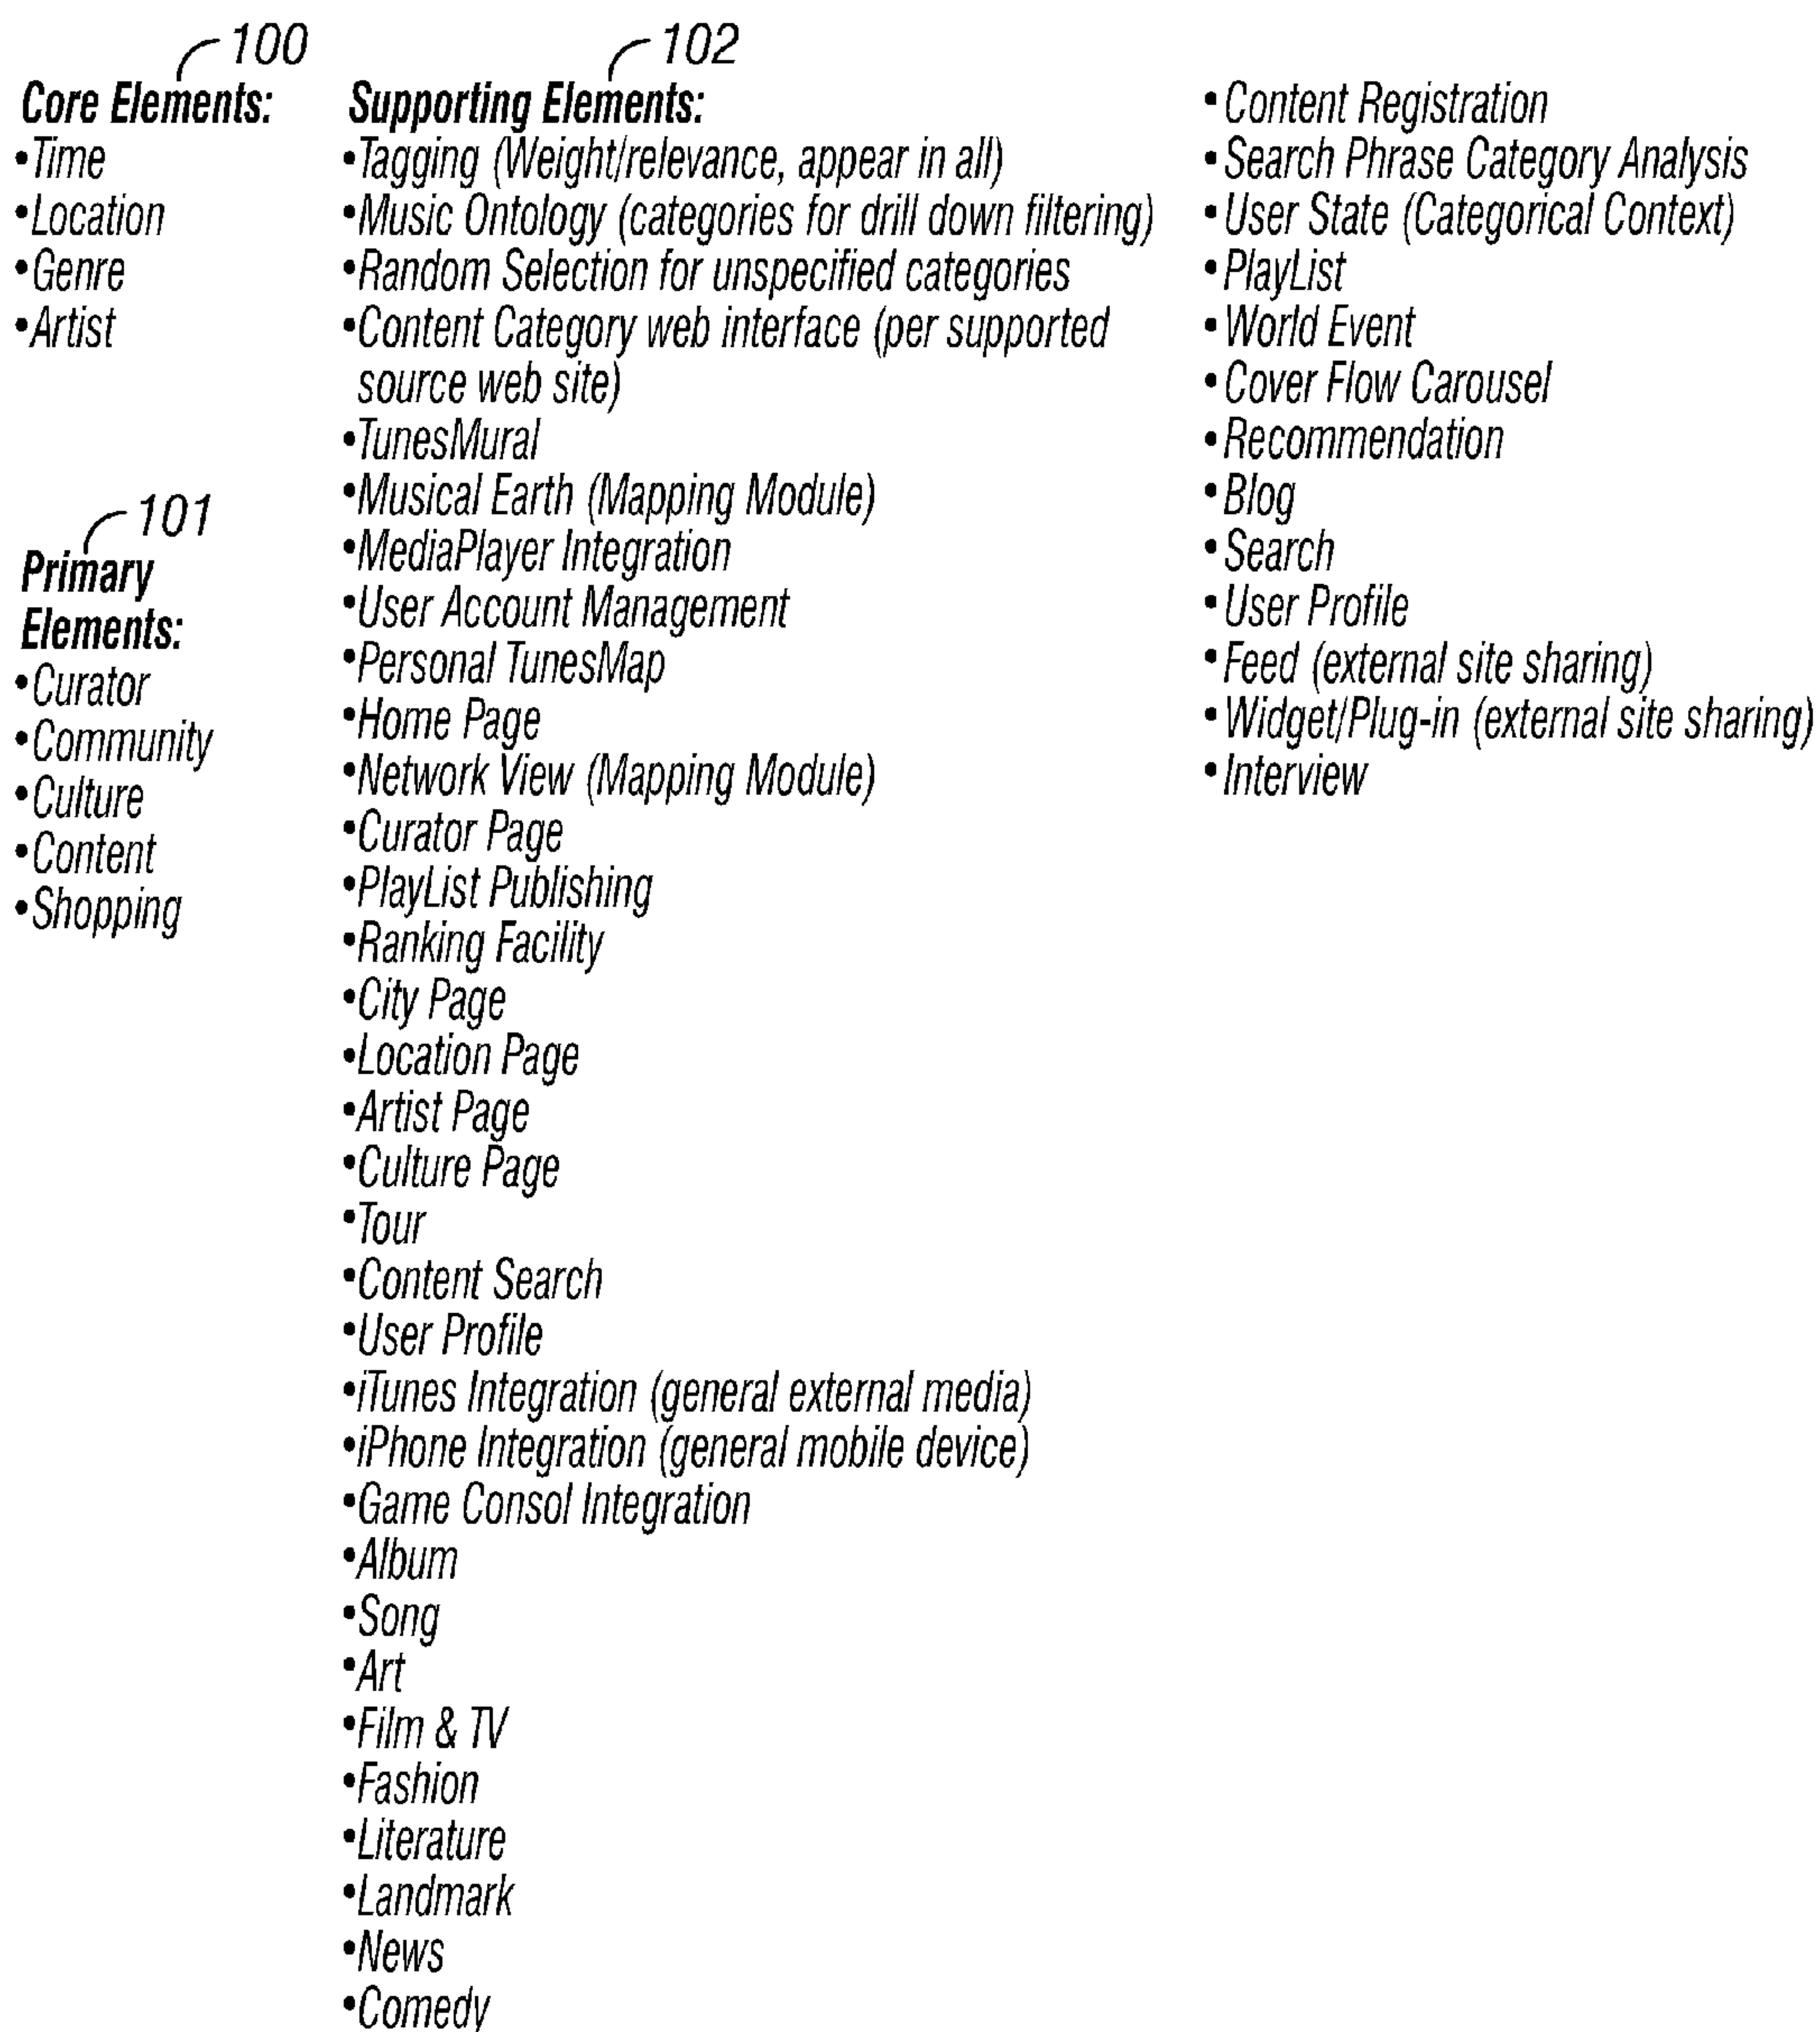 100
Core Elements:
•Time
•Location
•Genre
•Artist
101
Primary
Elements:
•Curator
•Community
•Culture
•Content
•Shopping
102
Supporting Elements:
•Tagging (Weight/relevance, appear in all)
•Music Ontology (categories for drill down filtering)
•Random Selection for unspecified categories
•Content Category web interface (per supported
source web site)
•TunesMural
•Musical Earth (Mapping Module)
•MediaPlayer Integration
•User Account Management
•Personal TunesMap
•Home Page
•Network View (Mapping Module)
•Curator Page
•PlayList Publishing
•Ranking Facility
•City Page
•Location Page
•Artist Page
•Culture Page
•Tour
•Content Search
•User Profile
•iTunes Integration (general external media)
•iPhone Integration (general mobile device)
•Game Consol Integration
•Album
•Song
•Art
•Film & TV
•Fashion
•Literature
•Landmark
•News
•Comedy
•Content Registration
•Search Phrase Category Analysis
•User State (Categorical Context)
•PlayList
•World Event
•Cover Flow Carousel
•Recommendation
•Blog
•Search
•User Profile
•Feed (external site sharing)
•Widget/Plug-in (external site sharing)
•Interview